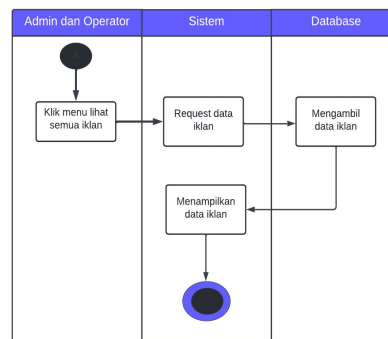 Admin dan Operator
Sistem
Database
A
Klik menu lihat
semua iklan
Request data
iklan
Mengambil
data iklan
Menampilkan
data iklan